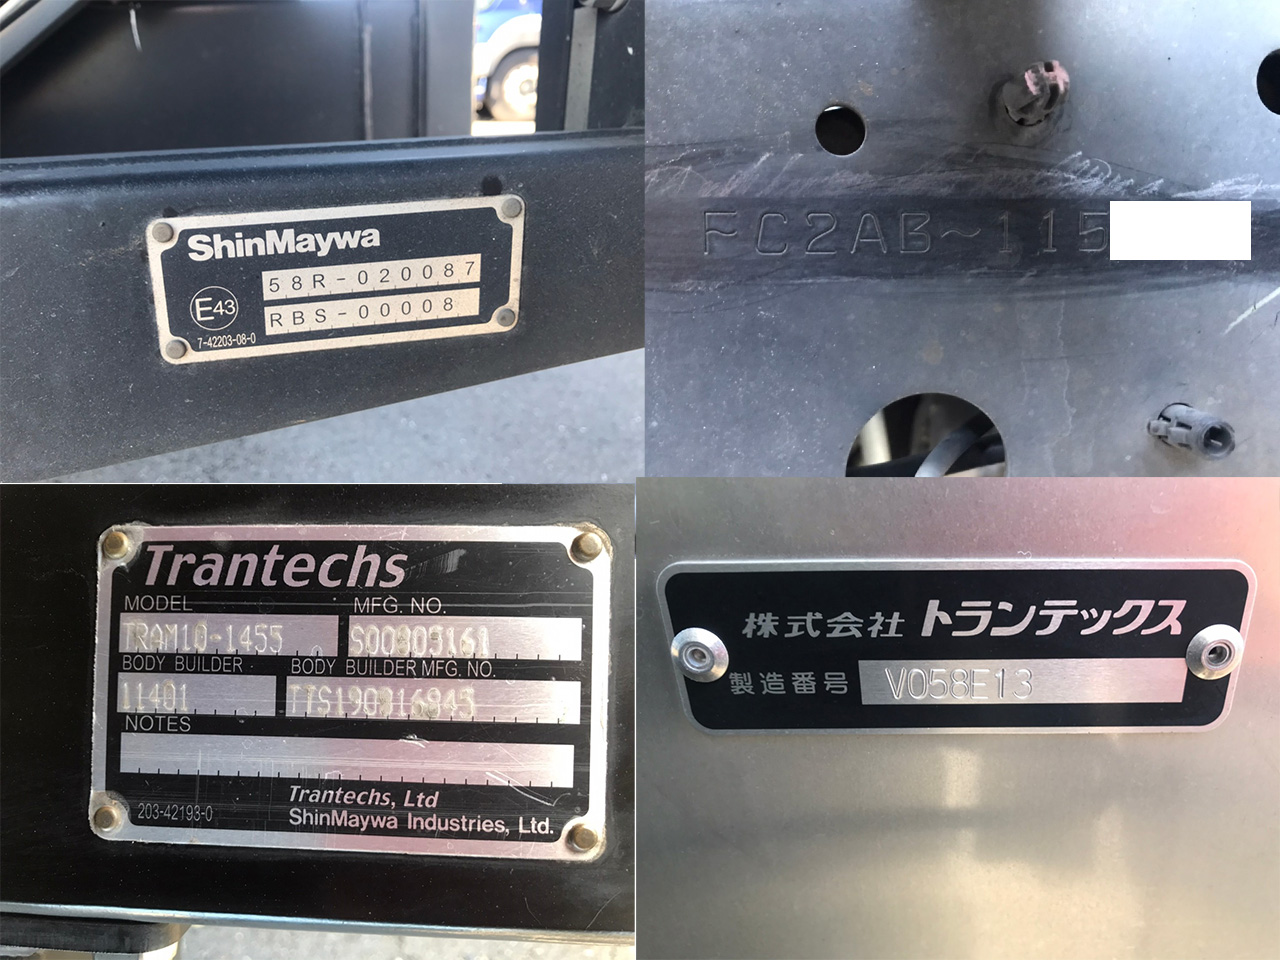 ShinMaywa
58R-020087
E43
RBS-00008
7-42203-08-0
FC2AB~115
Trantechs
MODEL MFG. NO.
TRAM10-1455 S00805161
BODY BUILDER BODY BUILDER MFG. NO.
11401 TTS190816845
NOTES
Trantechs, Ltd
203-42193-0
ShinMaywa Industries, Ltd.
株式会社 トランテックス
製造番号 V058E13